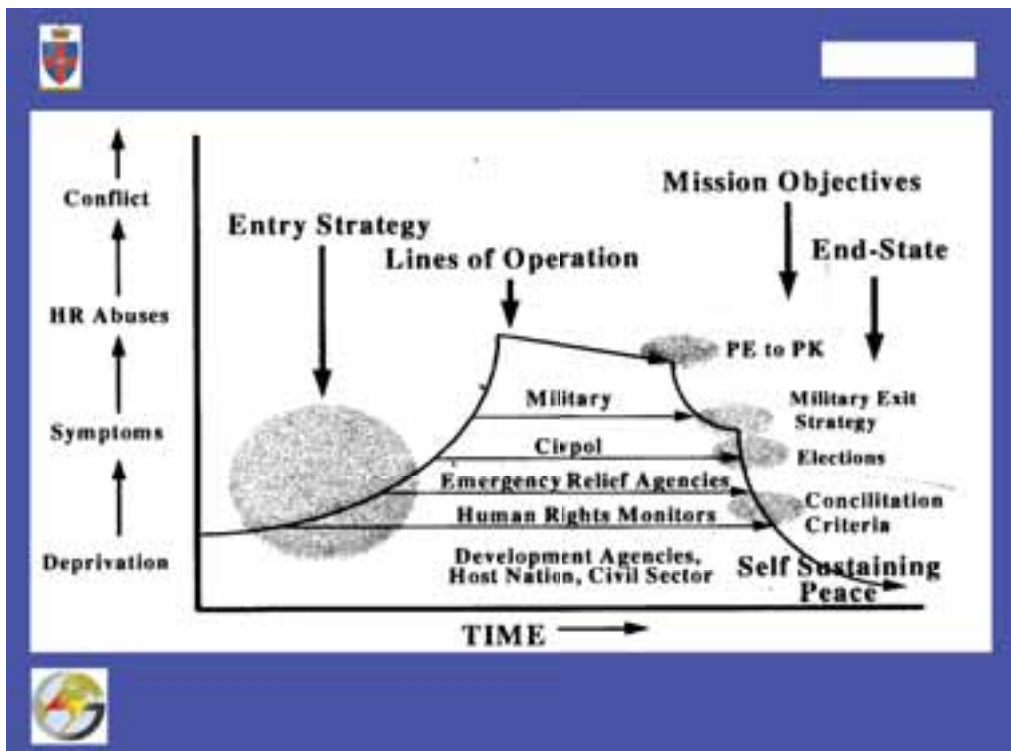 Conflict
HR Abuses
Symptoms
Deprivation
Entry Strategy
Lines of Operation
Mission Objectives
End-State
PE to PK
Military
Military Exit
Strategy
Civpol
Elections
Emergency Relief Agencies
Human Rights Monitors
Concilitation
Criteria
Development Agencies,
Host Nation, Civil Sector
Self Sustaining
Peace
TIME